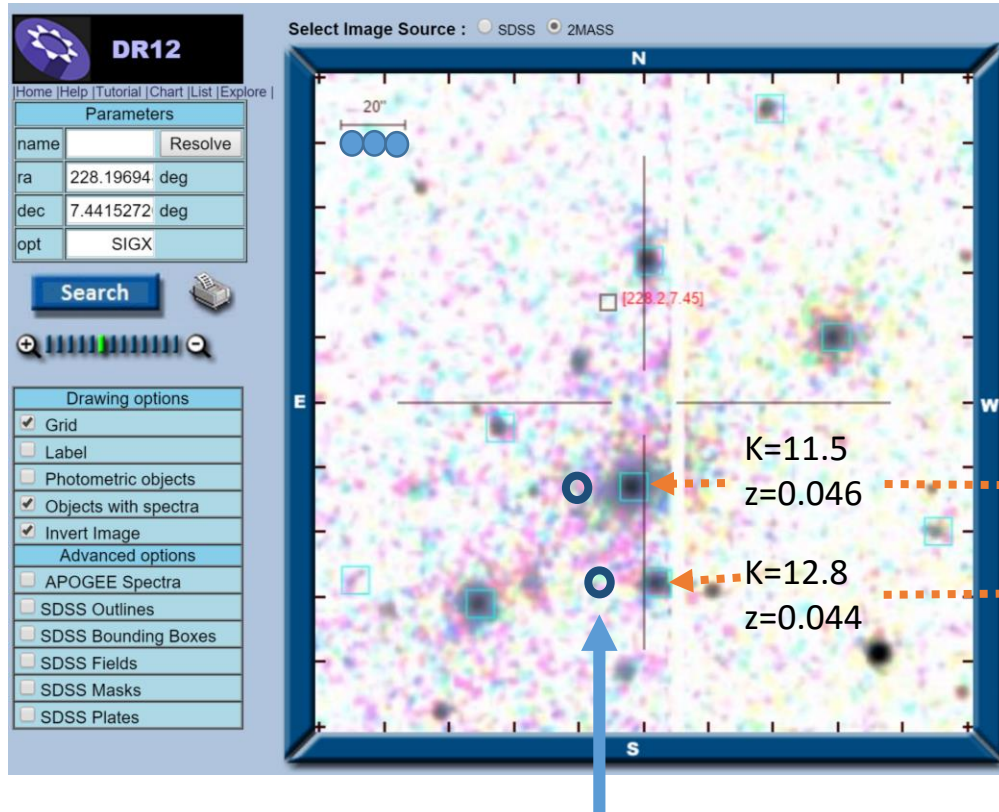 DR12
|Home |Help |Tutorial |Chart |List |Explore |
Parameters
name Resolve
ra 228.19694 deg
dec 7.4415272 deg
opt SIGX
Search
Drawing options
Grid
Label
Photometric objects
Objects with spectra
Invert Image
Advanced options
APOGEE Spectra
SDSS Outlines
SDSS Bounding Boxes
SDSS Fields
SDSS Masks
SDSS Plates
Select Image Source : SDSS 2MASS
N
20"
[228.2,7.45]
E
W
K=11.5
z=0.046
K=12.8
z=0.044
S